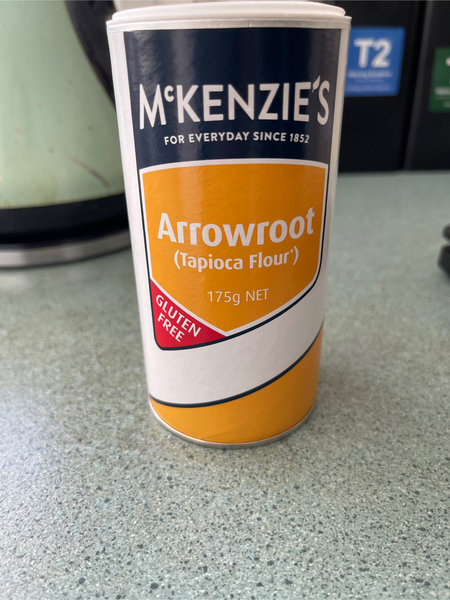 McKENZIE'S
FOR EVERYDAY SINCE 1852
Arrowroot
(Tapioca Flour*)
175g NET
GLUTEN
FREE
T2